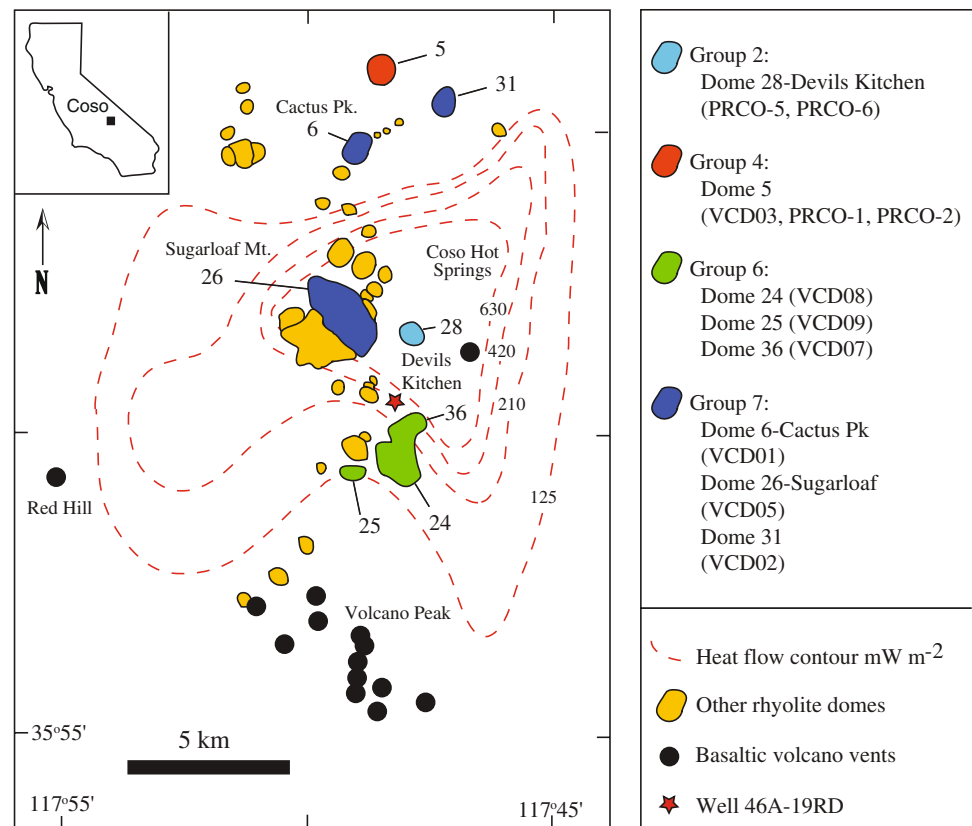 Coso
N
5
31
Cactus Pk.
6
Sugarloaf Mt.
26
Coso Hot
Springs
630
28
420
Devils
Kitchen
210
36
Red Hill
25
24
125
Volcano Peak
35°55'
5 km
117°55'
117°45'
Group 2:
Dome 28-Devils Kitchen
(PRCO-5, PRCO-6)
Group 4:
Dome 5
(VCD03, PRCO-1, PRCO-2)
Group 6:
Dome 24 (VCD08)
Dome 25 (VCD09)
Dome 36 (VCD07)
Group 7:
Dome 6-Cactus Pk
(VCD01)
Dome 26-Sugarloaf
(VCD05)
Dome 31
(VCD02)
Heat flow contour mW m⁻²
Other rhyolite domes
Basaltic volcano vents
Well 46A-19RD